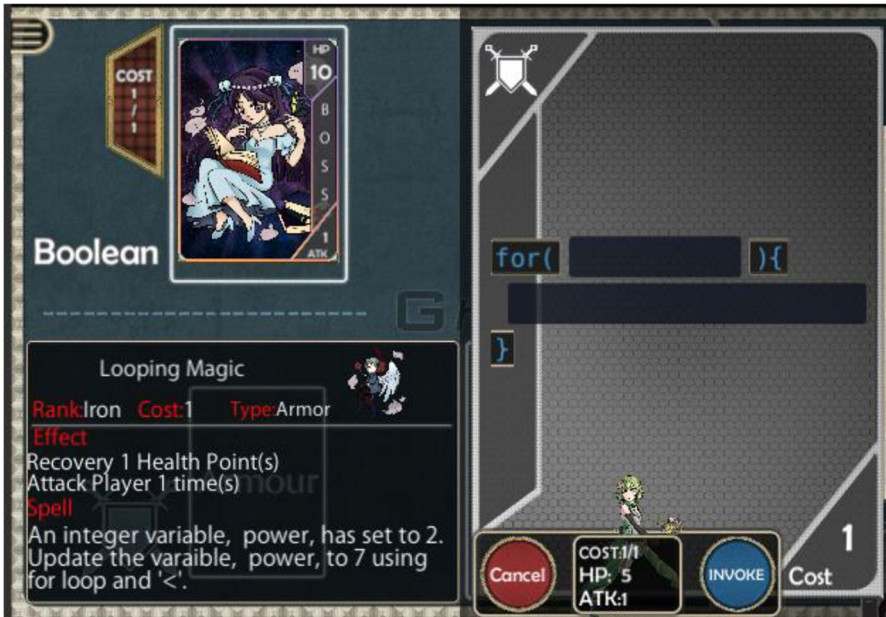 COST
1
/
1
HP
10
BOSS
1
ATK
Boolean
Looping Magic
Rank:Iron Cost:1 Type:Armor
Effect
Recovery 1 Health Point(s)
Attack Player 1 time(s)
Armour
Spell
An integer variable, power, has set to 2.
Update the varaible, power, to 7 using
for loop and '<'.
for( ){
}
1
Cost
Cancel
COST:1/1
HP: 5
ATK:1
INVOKE